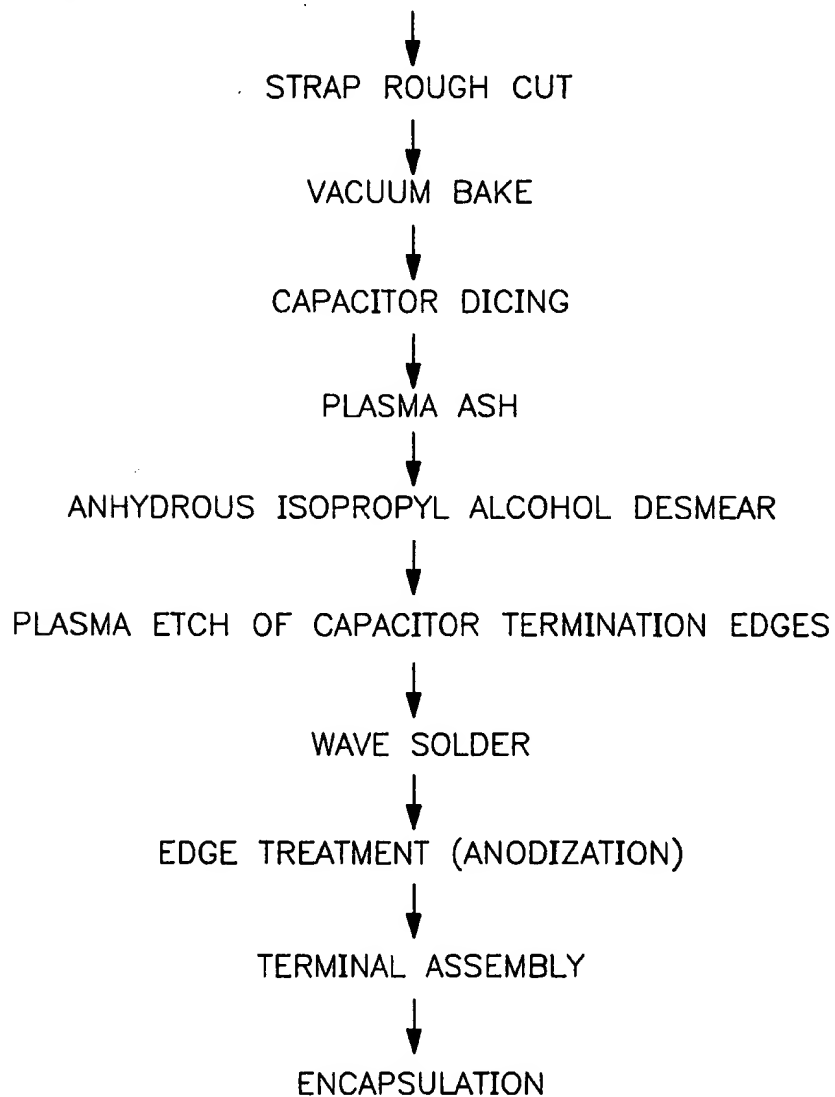 STRAP ROUGH CUT
VACUUM BAKE
CAPACITOR DICING
PLASMA ASH
ANHYDROUS ISOPROPYL ALCOHOL DESMEAR
PLASMA ETCH OF CAPACITOR TERMINATION EDGES
WAVE SOLDER
EDGE TREATMENT (ANODIZATION)
TERMINAL ASSEMBLY
ENCAPSULATION